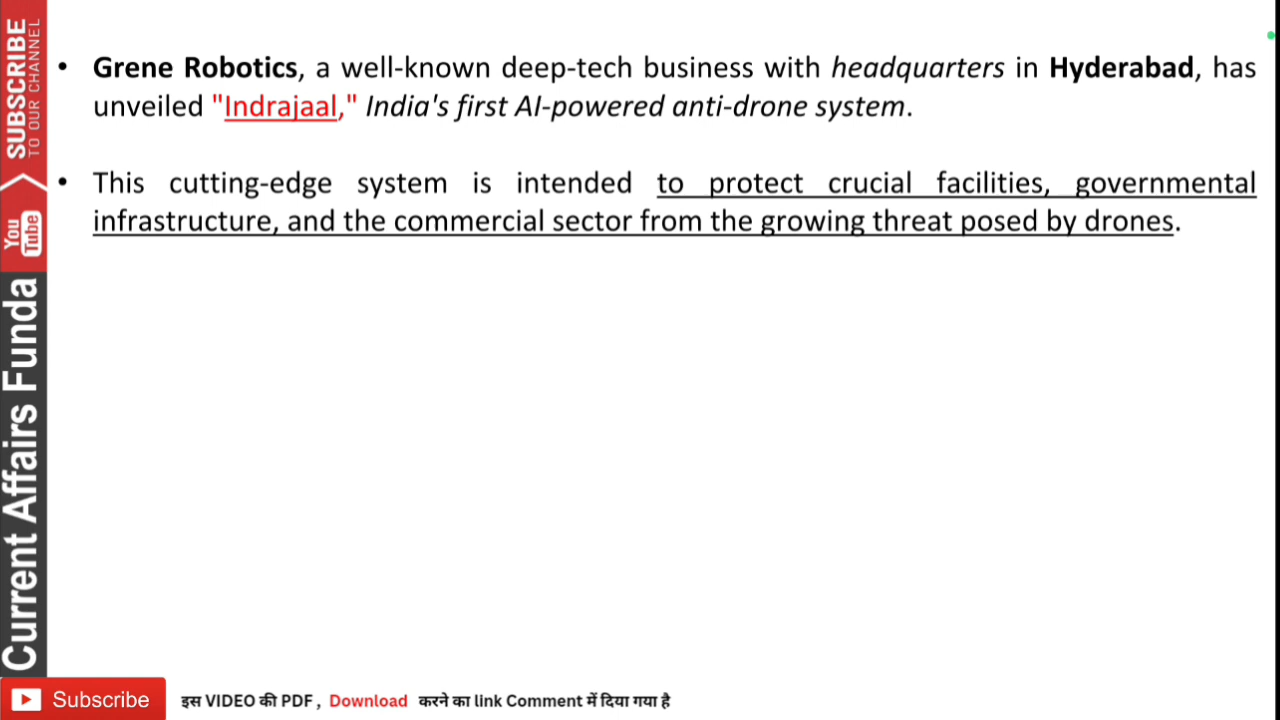 • Grene Robotics, a well-known deep-tech business with headquarters in Hyderabad, has
unveiled "Indrajaal," India's first AI-powered anti-drone system.
• This cutting-edge system is intended to protect crucial facilities, governmental
infrastructure, and the commercial sector from the growing threat posed by drones.
SUBSCRIBE
TO OUR CHANNEL
You
Tube
Current Affairs Funda
Subscribe
इस VIDEO की PDF, Download करने का link Comment में दिया गया है